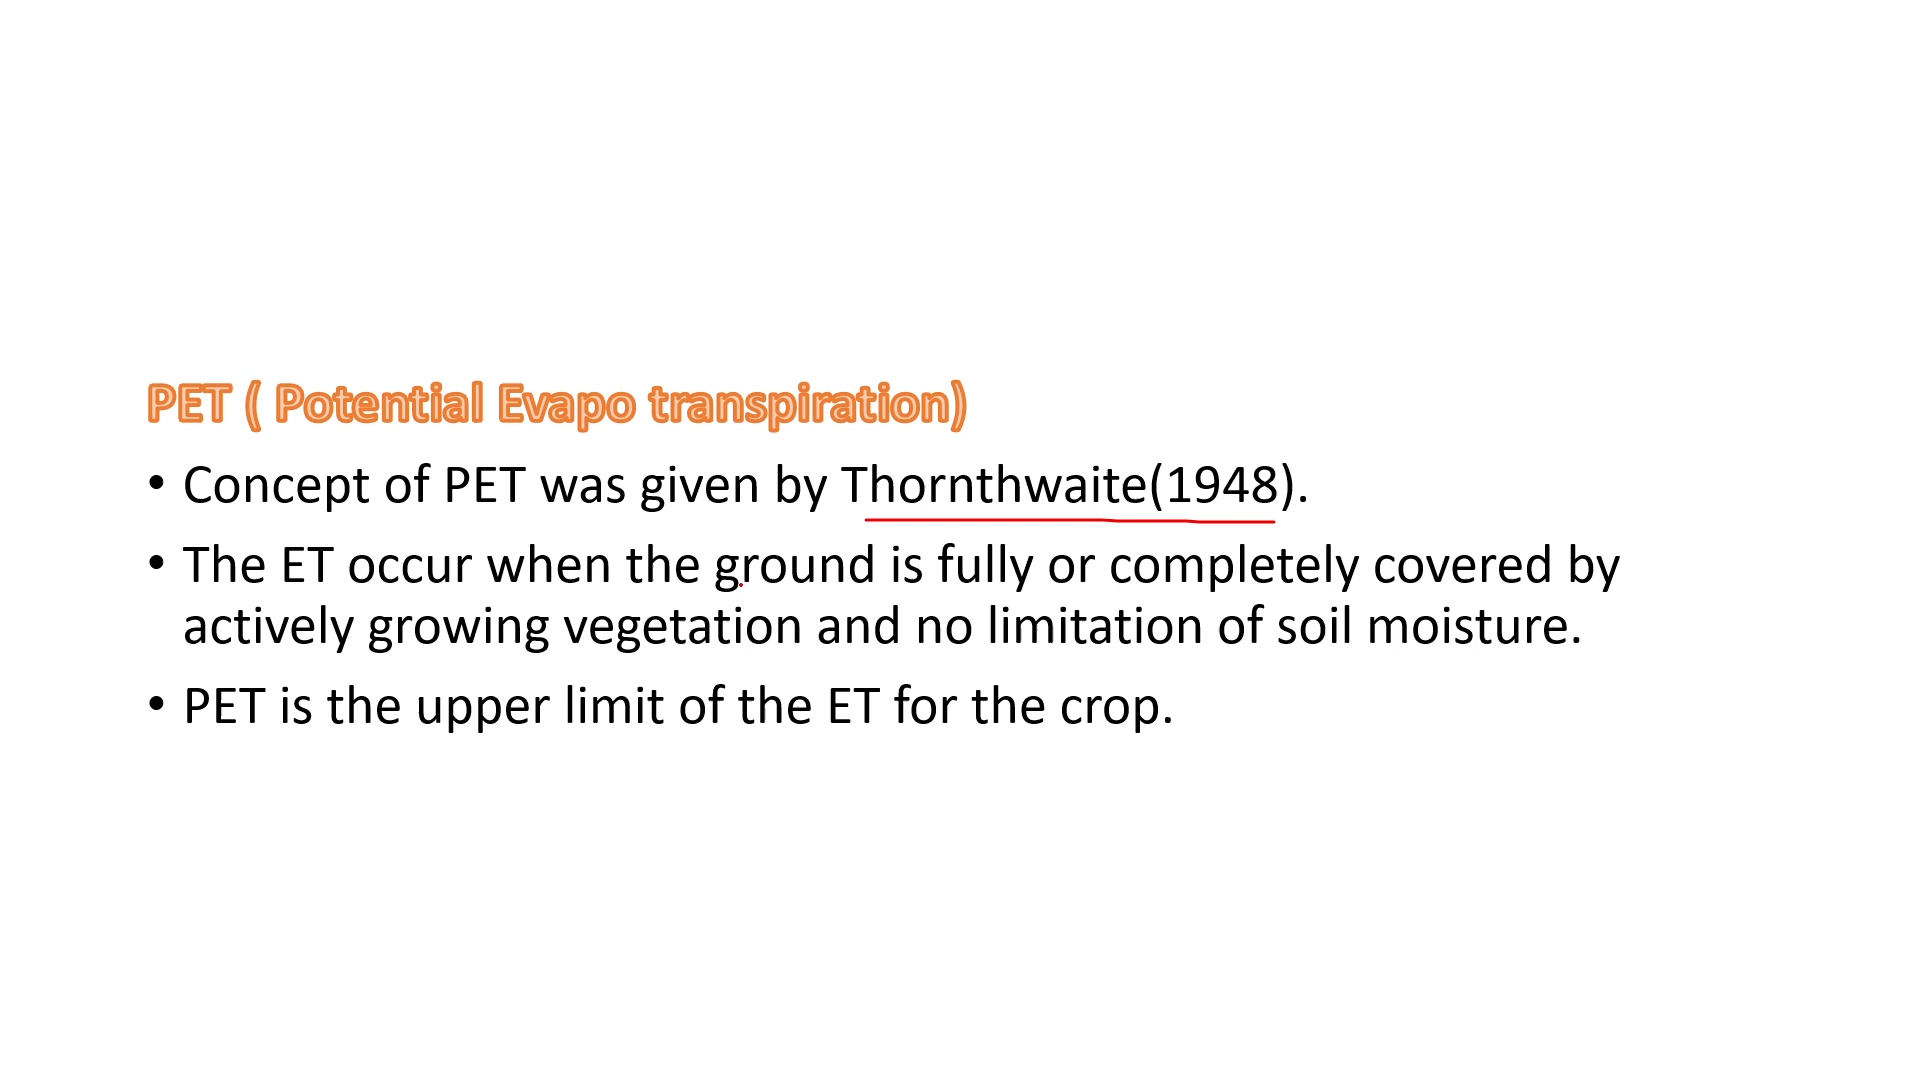 PET ( Potential Evapo transpiration)
• Concept of PET was given by Thornthwaite(1948).
• The ET occur when the ground is fully or completely covered by
actively growing vegetation and no limitation of soil moisture.
• PET is the upper limit of the ET for the crop.